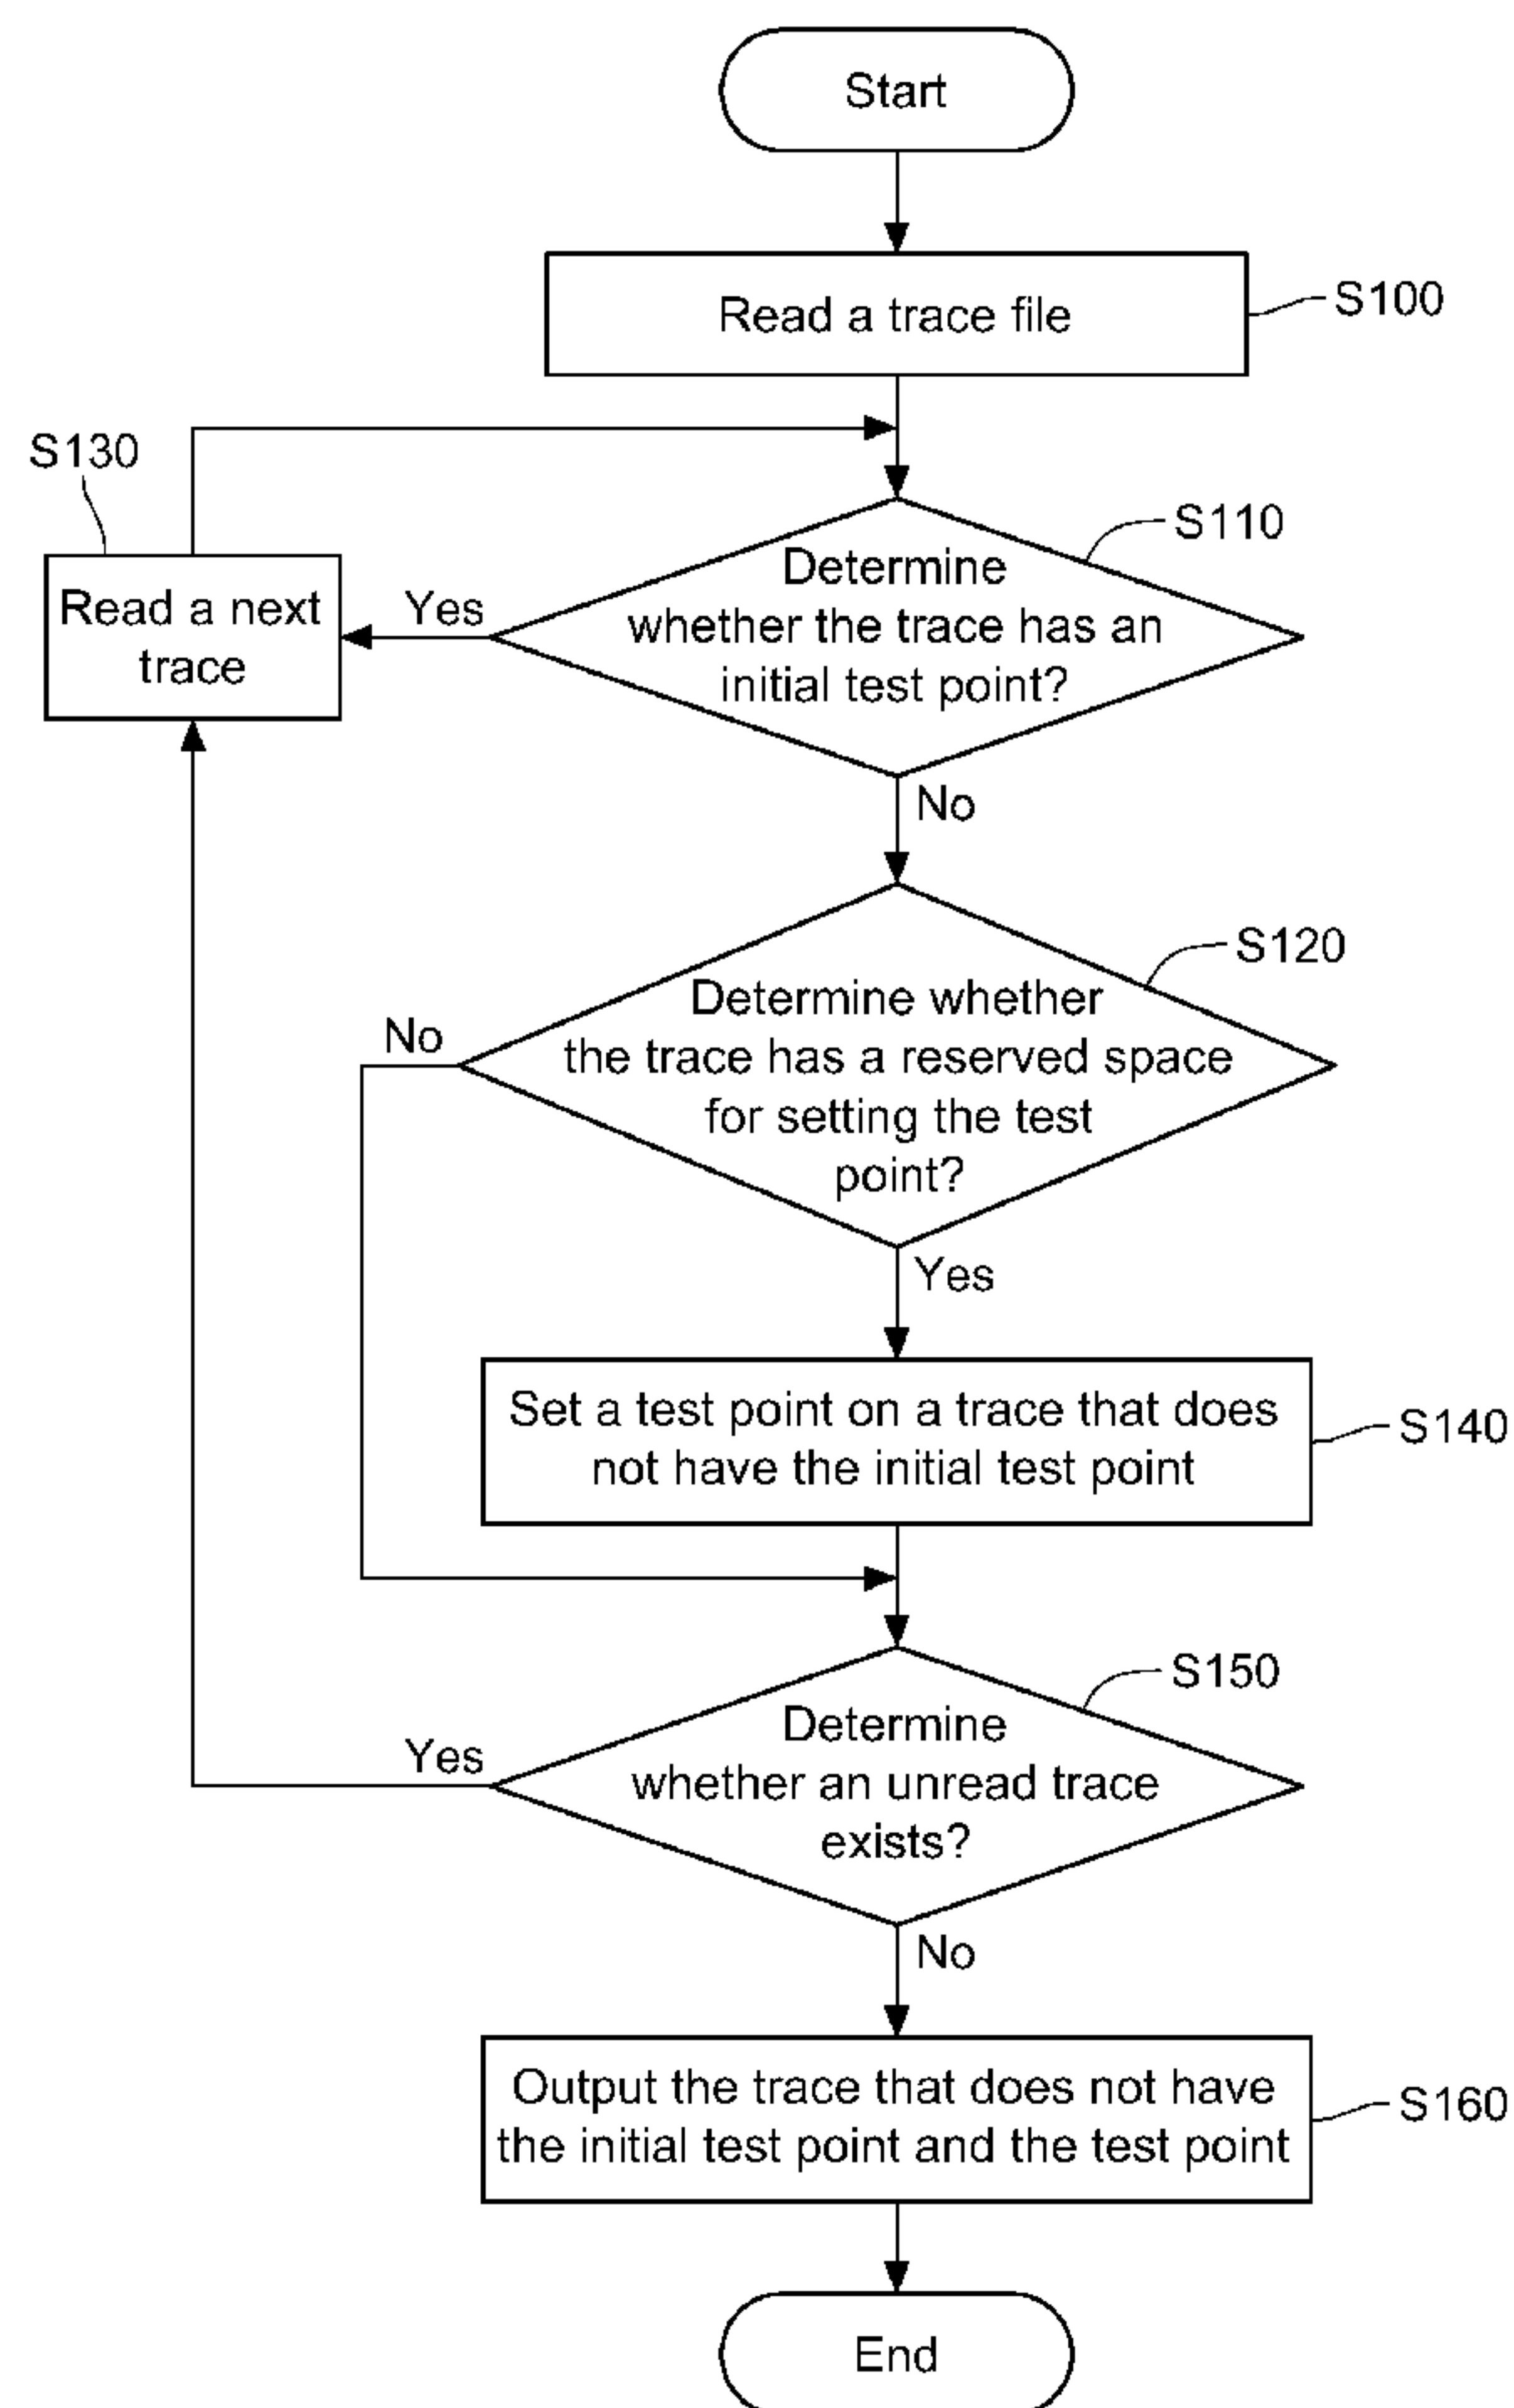 Start
Read a trace file
S100
S130
S110
Determine
whether the trace has an
initial test point?
Yes
Read a next
trace
No
S120
Determine whether
the trace has a reserved space
for setting the test
point?
No
Yes
Set a test point on a trace that does
not have the initial test point
S140
S150
Determine
whether an unread trace
exists?
Yes
No
Output the trace that does not have
the initial test point and the test point
S160
End